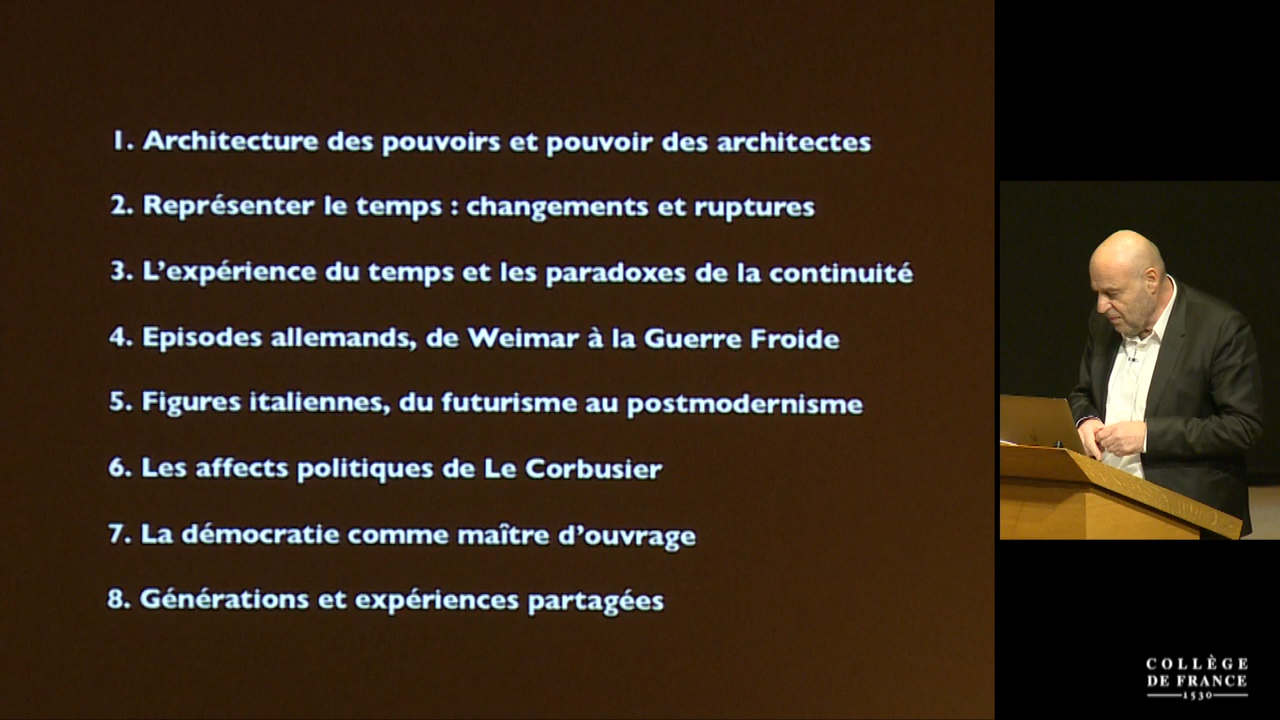 1. Architecture des pouvoirs et pouvoir des architectes
2. Représenter le temps : changements et ruptures
3. L’expérience du temps et les paradoxes de la continuité
4. Episodes allemands, de Weimar à la Guerre Froide
5. Figures italiennes, du futurisme au postmodernisme
6. Les affects politiques de Le Corbusier
7. La démocratie comme maître d’ouvrage
8. Générations et expériences partagées
COLLÈGE
DE FRANCE
1530